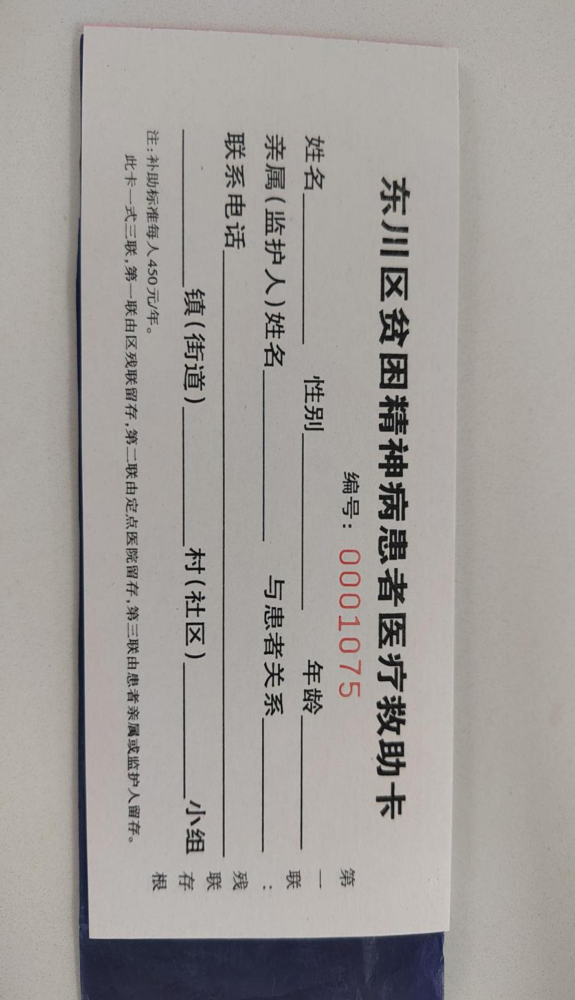 东川区贫困精神病患者医疗救助卡
编号：0001075
姓名 性别 年龄
亲属(监护人)姓名 与患者关系
联系电话
镇(街道) 村(社区) 小组
注:补助标准每人450元/年。
此卡一式三联,第一联由区残联留存,第二联由定点医院留存,第三联由患者亲属或监护人留存。
第一联：残联存根